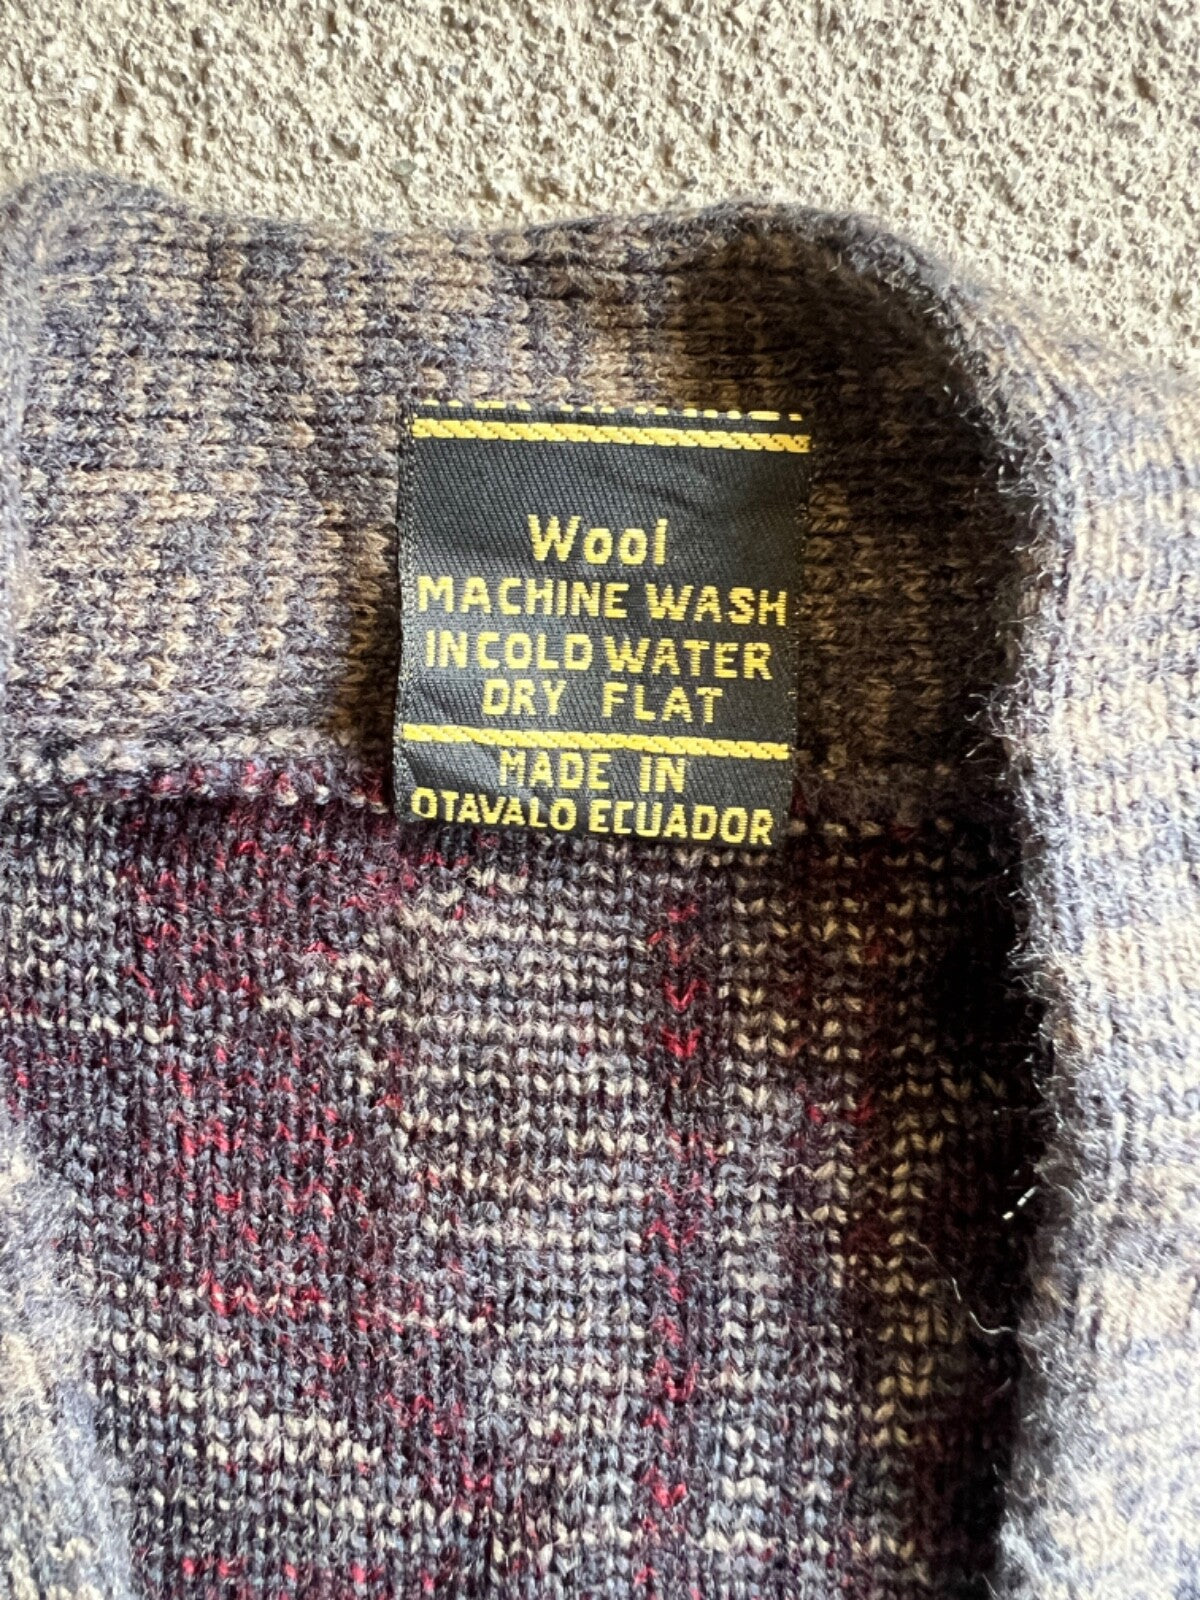 Wool
MACHINE WASH
IN COLD WATER
DRY FLAT
MADE IN
OTAVALO ECUADOR